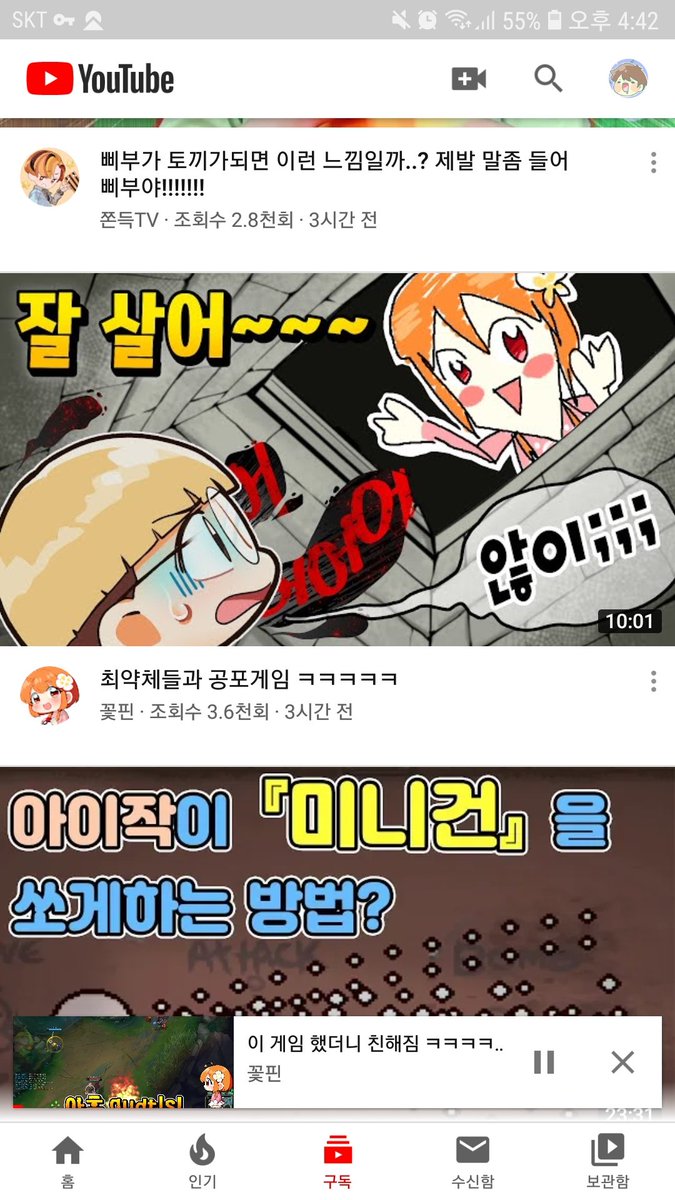 SKT 55% 오후 4:42
YouTube
삐부가 토끼가되면 이런 느낌일까..? 제발 말좀 들어
삐부야!!!!!!!
쫀득TV · 조회수 2.8천회 · 3시간 전
잘 살어~~~
않이;;;;
10:01
최약체들과 공포게임 ㅋㅋㅋㅋㅋ
꽃핀 · 조회수 3.6천회 · 3시간 전
아이작이 『미니건』을
쏘게하는 방법?
ATTACK
이 게임 했더니 친해짐 ㅋㅋㅋㅋ..
꽃핀
23:31
홈 인기 구독 수신함 보관함